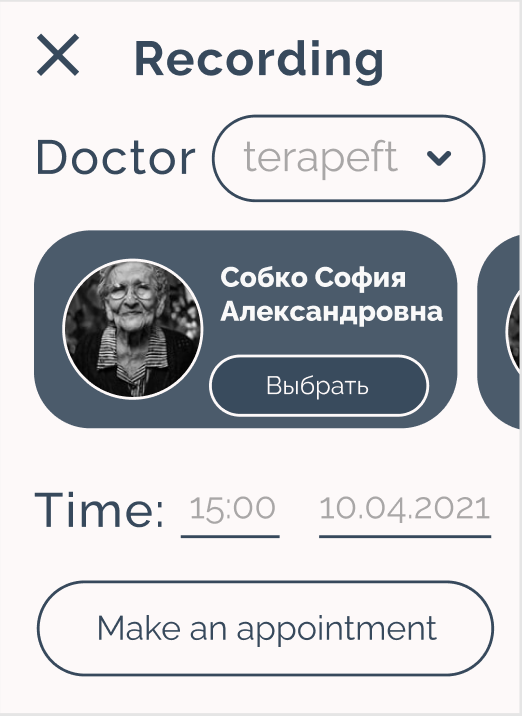 Recording
Doctor terapeft
Собко София
Александровна
Выбрать
Time: 15:00 10.04.2021
Make an appointment